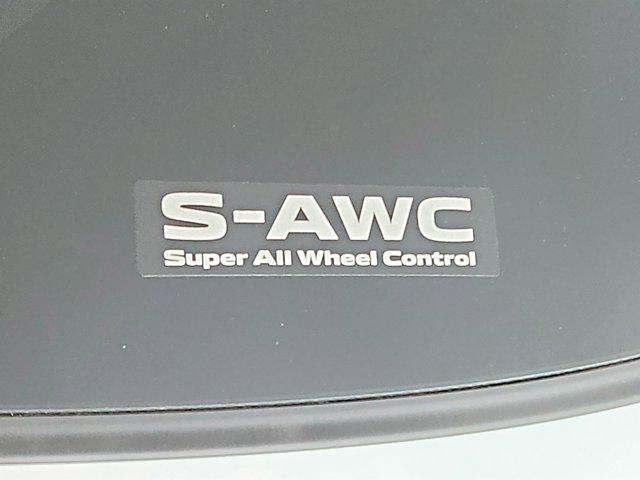 S-AWC
Super All Wheel Control